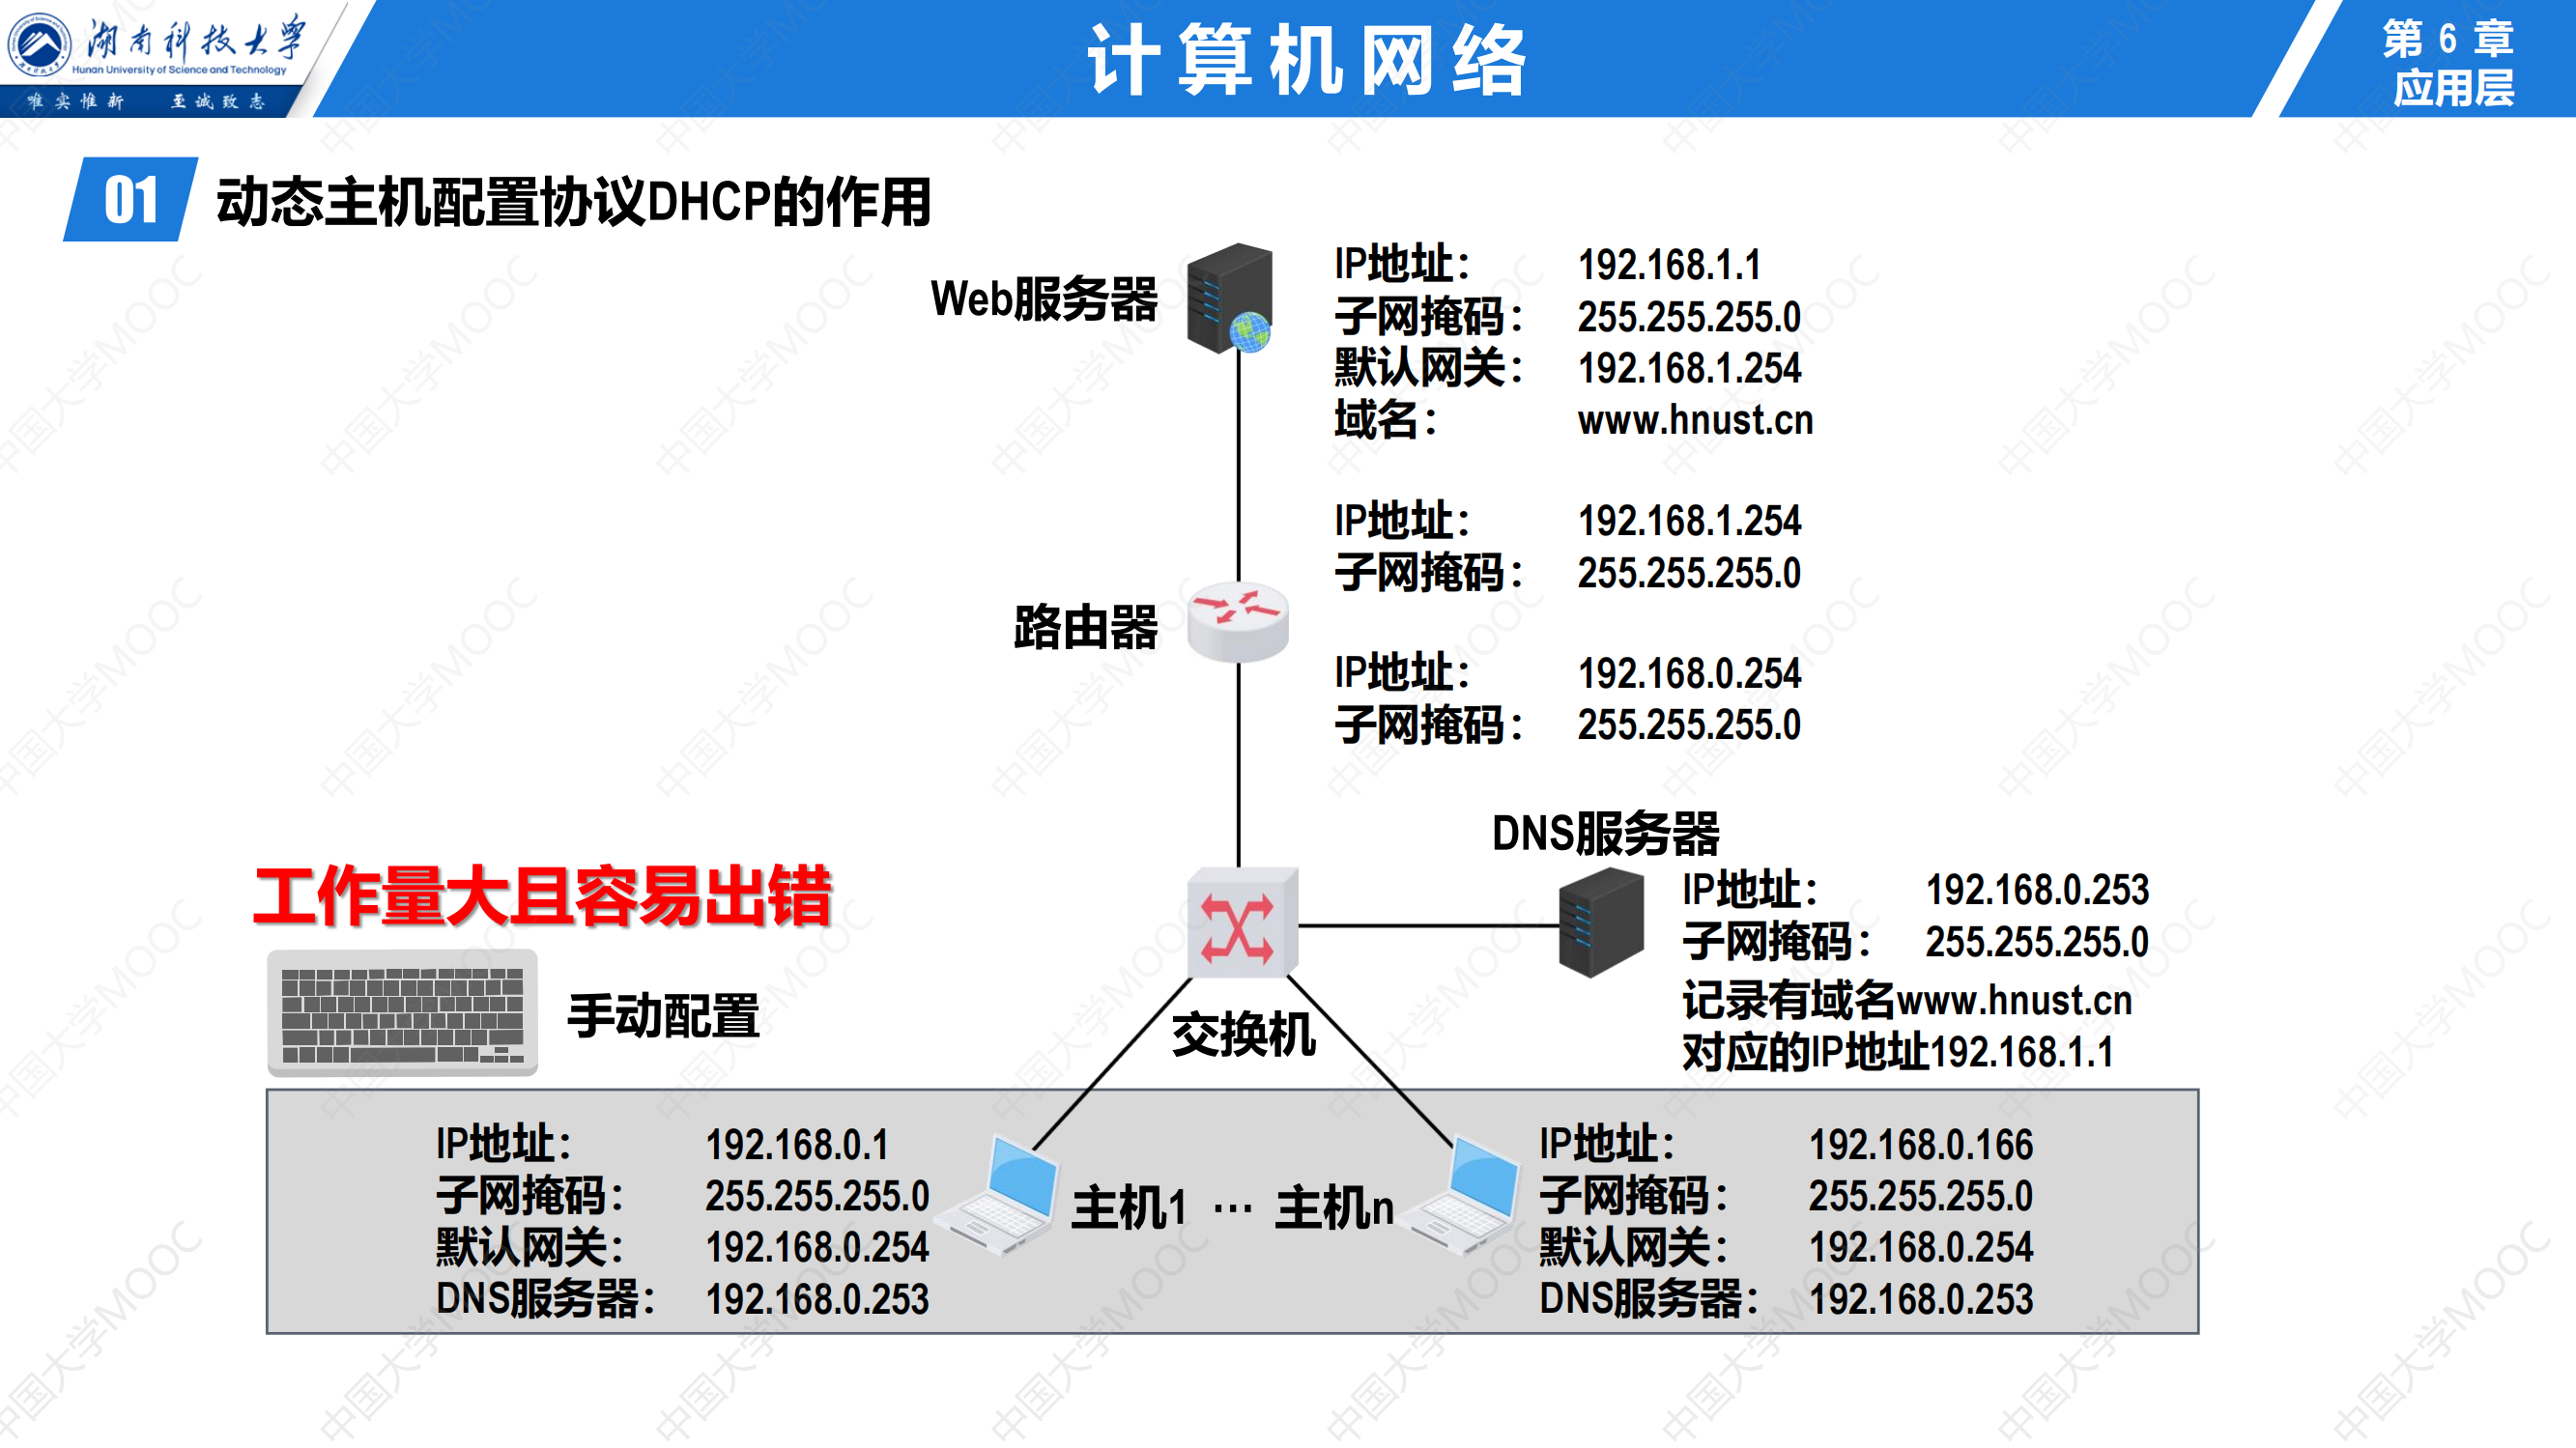 湖南科技大学
Hunan University of Science and Technology
唯实惟新 至诚致志
计算机网络
第 6 章
应用层
01 动态主机配置协议DHCP的作用
Web服务器
IP地址： 192.168.1.1
子网掩码： 255.255.255.0
默认网关： 192.168.1.254
域名： www.hnust.cn
IP地址： 192.168.1.254
子网掩码： 255.255.255.0
路由器
IP地址： 192.168.0.254
子网掩码： 255.255.255.0
DNS服务器
IP地址： 192.168.0.253
子网掩码： 255.255.255.0
记录有域名www.hnust.cn
对应的IP地址192.168.1.1
工作量大且容易出错
手动配置
交换机
IP地址： 192.168.0.1
子网掩码： 255.255.255.0
默认网关： 192.168.0.254
DNS服务器： 192.168.0.253
主机1 … 主机n
IP地址： 192.168.0.166
子网掩码： 255.255.255.0
默认网关： 192.168.0.254
DNS服务器： 192.168.0.253
中国大学MOOC